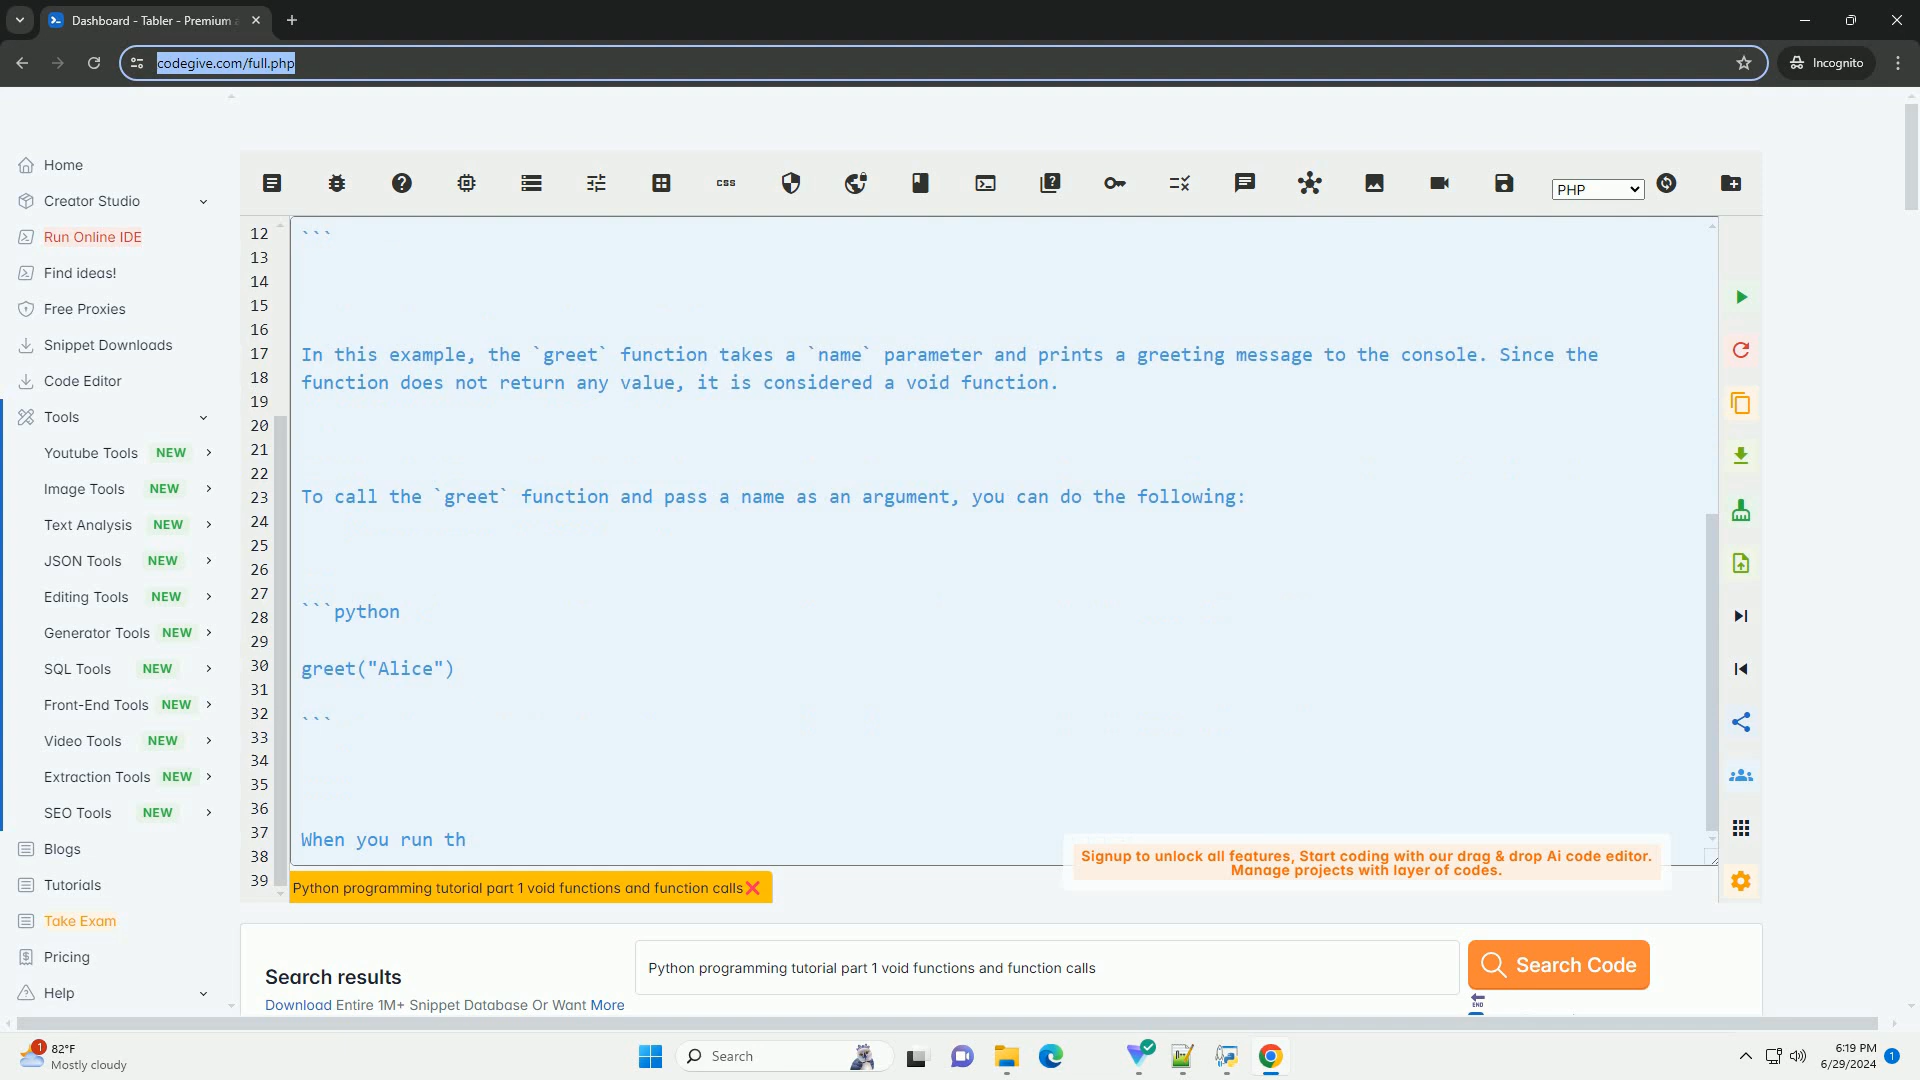 Dashboard - Tabler - Premium
codegive.com/full.php
Incognito
Home
Creator Studio
Run Online IDE
Find ideas!
Free Proxies
Snippet Downloads
Code Editor
Tools
Youtube Tools NEW
Image Tools NEW
Text Analysis NEW
JSON Tools NEW
Editing Tools NEW
Generator Tools NEW
SQL Tools NEW
Front-End Tools NEW
Video Tools NEW
Extraction Tools NEW
SEO Tools NEW
Blogs
Tutorials
Take Exam
Pricing
Help
css
PHP
12 ```
13
14
15
16
17 In this example, the `greet` function takes a `name` parameter and prints a greeting message to the console. Since the
18 function does not return any value, it is considered a void function.
19
20
21
22
23 To call the `greet` function and pass a name as an argument, you can do the following:
24
25
26
27
28 ```python
29
30 greet("Alice")
31
32 ```
33
34
35
36
37 When you run th
38
39
Signup to unlock all features, Start coding with our drag & drop Ai code editor.
Manage projects with layer of codes.
Python programming tutorial part 1 void functions and function calls
Search results
Python programming tutorial part 1 void functions and function calls
Search Code
Download Entire 1M+ Snippet Database Or Want More
END
1
82°F
Mostly cloudy
Search
6:19 PM
6/29/2024
1